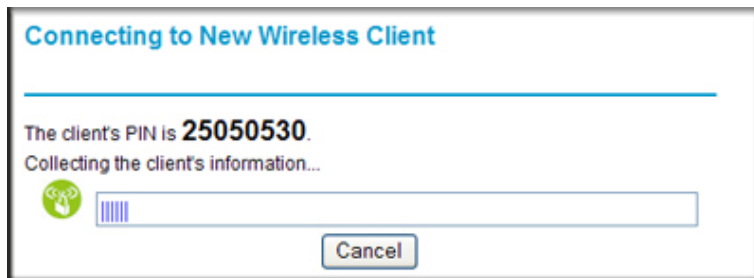 Connecting to New Wireless Client
The client's PIN is 25050530.
Collecting the client's information...
Cancel